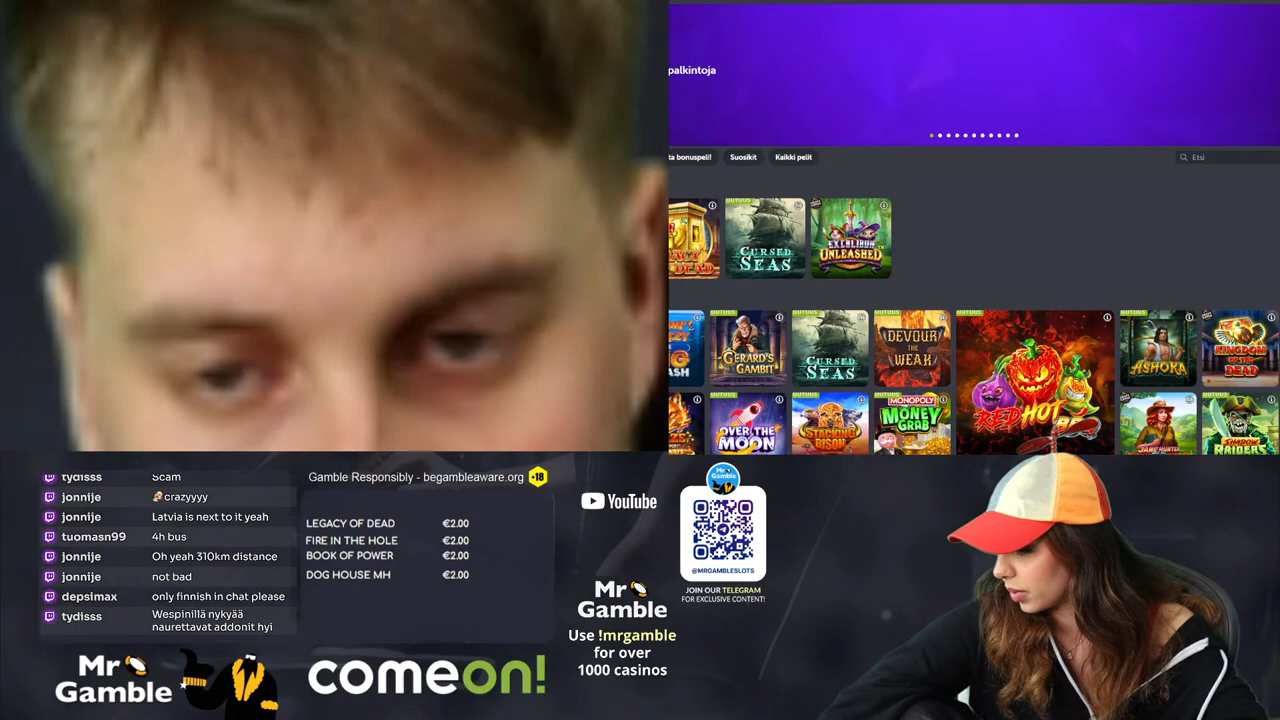 palkintoja
ta bonuspeli!
Suosikit
Kaikki pelit
Etsi
CURSED
SEAS
EXCALIBUR
UNLEASHED
GERARD'S
GAMBIT
CURSED
SEAS
DEVOUR
THE
WEAK
RED HOT
ASHOKA
KINGDOM
OF THE
DEAD
OVER THE
MOON
STACKING
BISON
MONOPOLY
MONEY
GRAB
JANE HUNTER
SHADOW
RAIDERS
tydisss Scam
jonnije crazyyyy
jonnije Latvia is next to it yeah
tuomasn99 4h bus
jonnije Oh yeah 310km distance
jonnije not bad
depsimax only finnish in chat please
tydisss Wespinillä nykyää
naurettavat addonit hyi
Gamble Responsibly - begambleaware.org +18
LEGACY OF DEAD €2.00
FIRE IN THE HOLE €2.00
BOOK OF POWER €2.00
DOG HOUSE MH €2.00
YouTube
Mr
Gamble
@MRGAMBLESLOTS
JOIN OUR TELEGRAM
FOR EXCLUSIVE CONTENT!
Mr
Gamble
Use !mrgamble
for over
1000 casinos
Mr
Gamble
comeon!